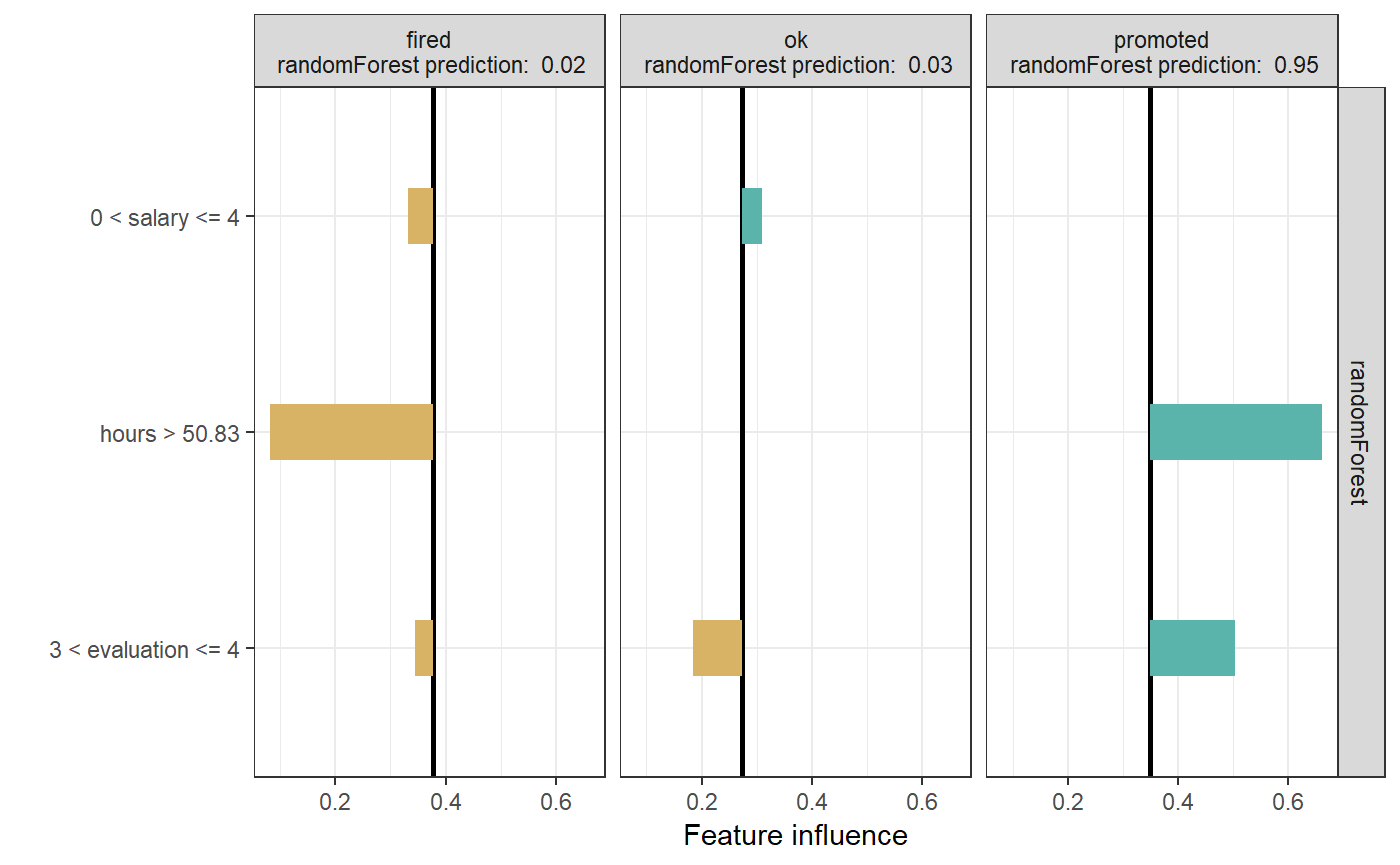 fired
randomForest prediction:  0.02
ok
randomForest prediction:  0.03
promoted
randomForest prediction:  0.95
0 < salary <= 4
hours > 50.83
3 < evaluation <= 4
randomForest
0.2 0.4 0.6
0.2 0.4 0.6
0.2 0.4 0.6
Feature influence